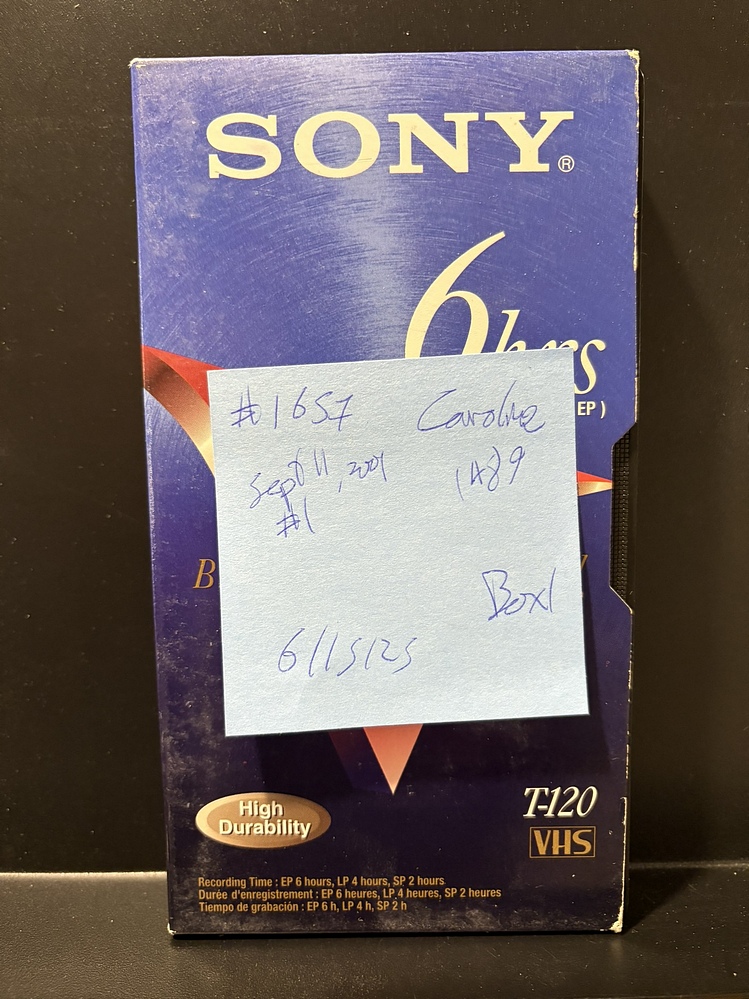 SONY®
6hrs
EP )
#1657 Caroline
Sept 11, 2001 1489
#1
B
Box1
6/15/25
High
Durability
T-120
VHS
Recording Time : EP 6 hours, LP 4 hours, SP 2 hours
Durée d'enregistrement : EP 6 heures, LP 4 heures, SP 2 heures
Tiempo de grabación : EP 6 h, LP 4 h, SP 2 h